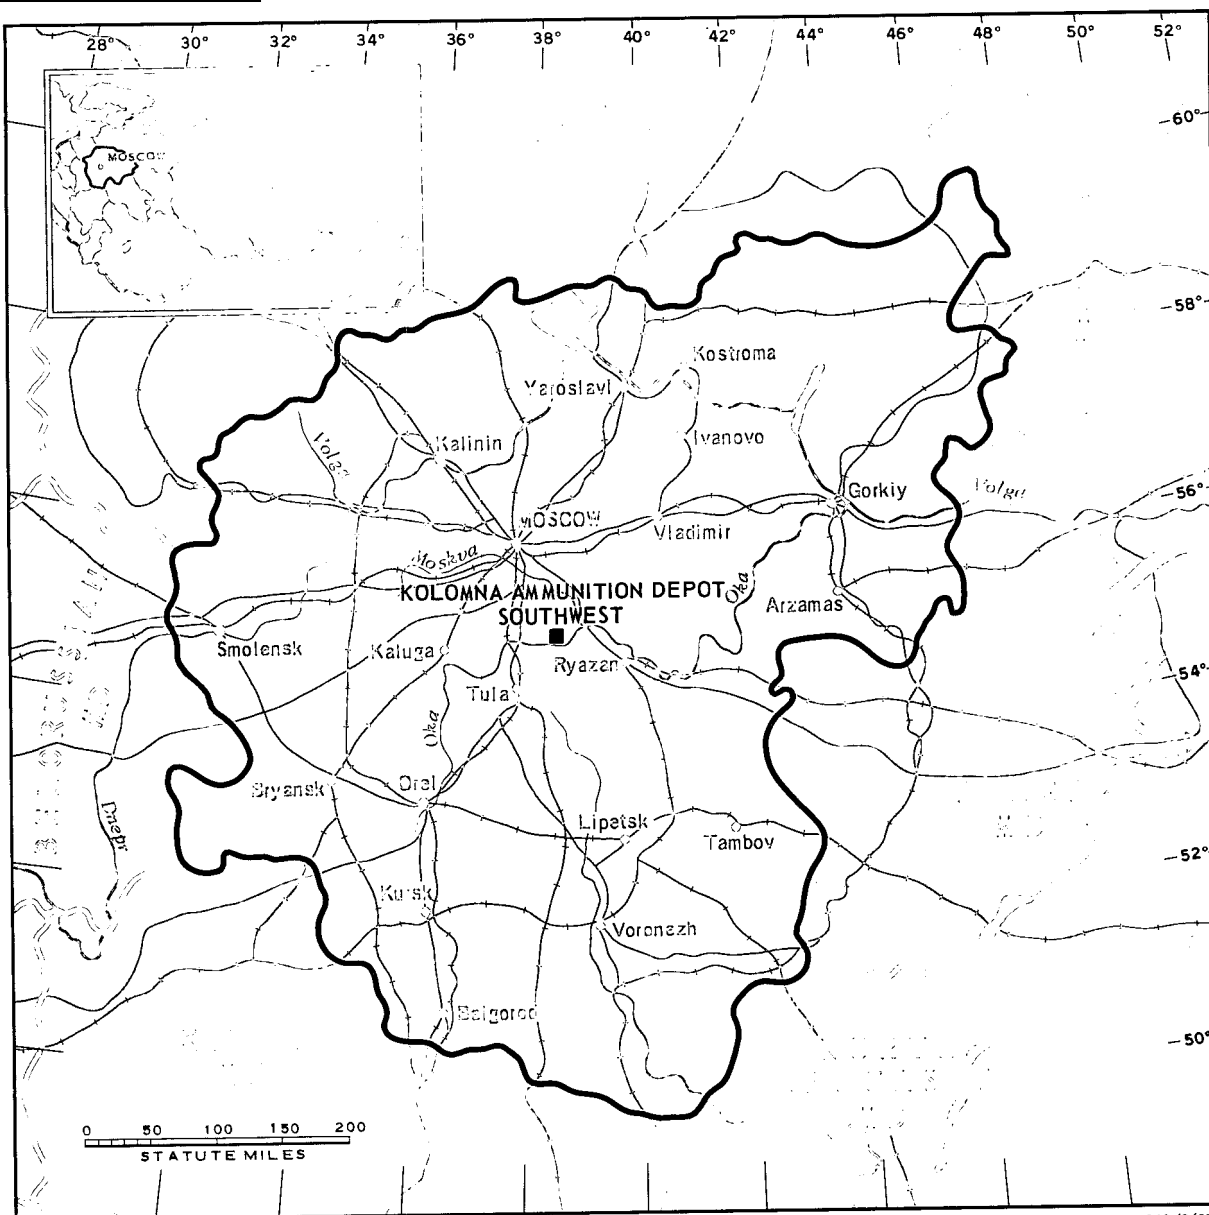 28° 30° 32° 34° 36° 38° 40° 42° 44° 46° 48° 50° 52°
60°
MOSCOW
58°
Kostroma
Yaroslavl
Ivanovo
Kalinin
Volga
Gorkiy
Volga
56°
MOSCOW
Vladimir
Moskva
KOLOMNA AMMUNITION DEPOT
SOUTHWEST
Oka
Arzamas
Smolensk
Kaluga
Ryazan
54°
Tula
Oka
Bryansk
Orel
Dnepr
Lipetsk
Tambov
52°
Kursk
Voronezh
Belgorod
50°
0 50 100 150 200
STATUTE MILES